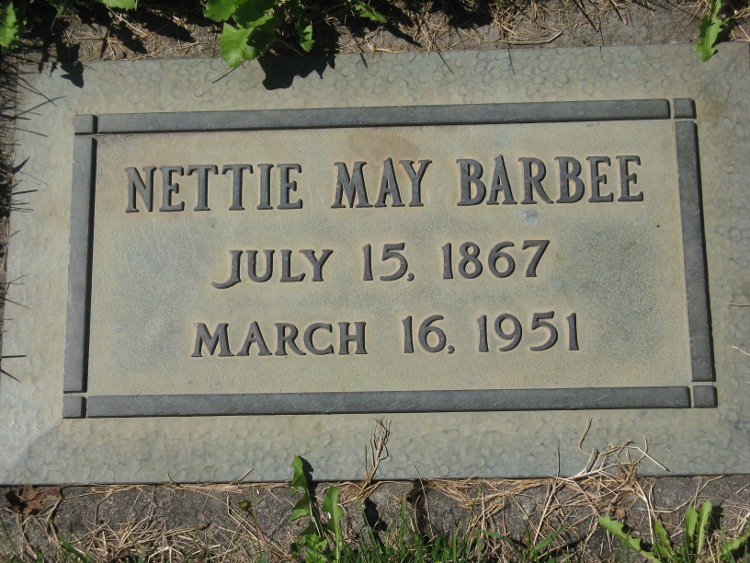 NETTIE MAY BARBEE
JULY 15, 1867
MARCH 16, 1951